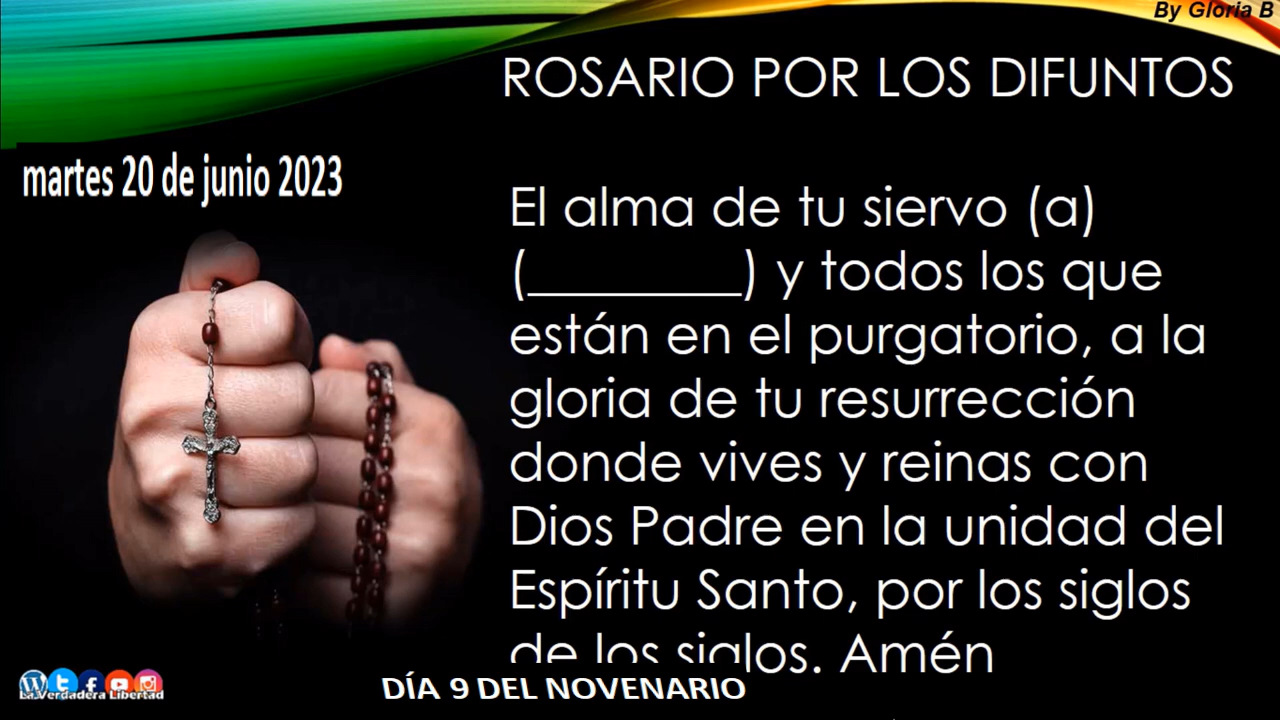 By Gloria B
ROSARIO POR LOS DIFUNTOS
martes 20 de junio 2023
El alma de tu siervo (a)
(________) y todos los que
están en el purgatorio, a la
gloria de tu resurrección
donde vives y reinas con
Dios Padre en la unidad del
Espíritu Santo, por los siglos
de los siglos. Amén
La Verdadera Libertad
DÍA 9 DEL NOVENARIO